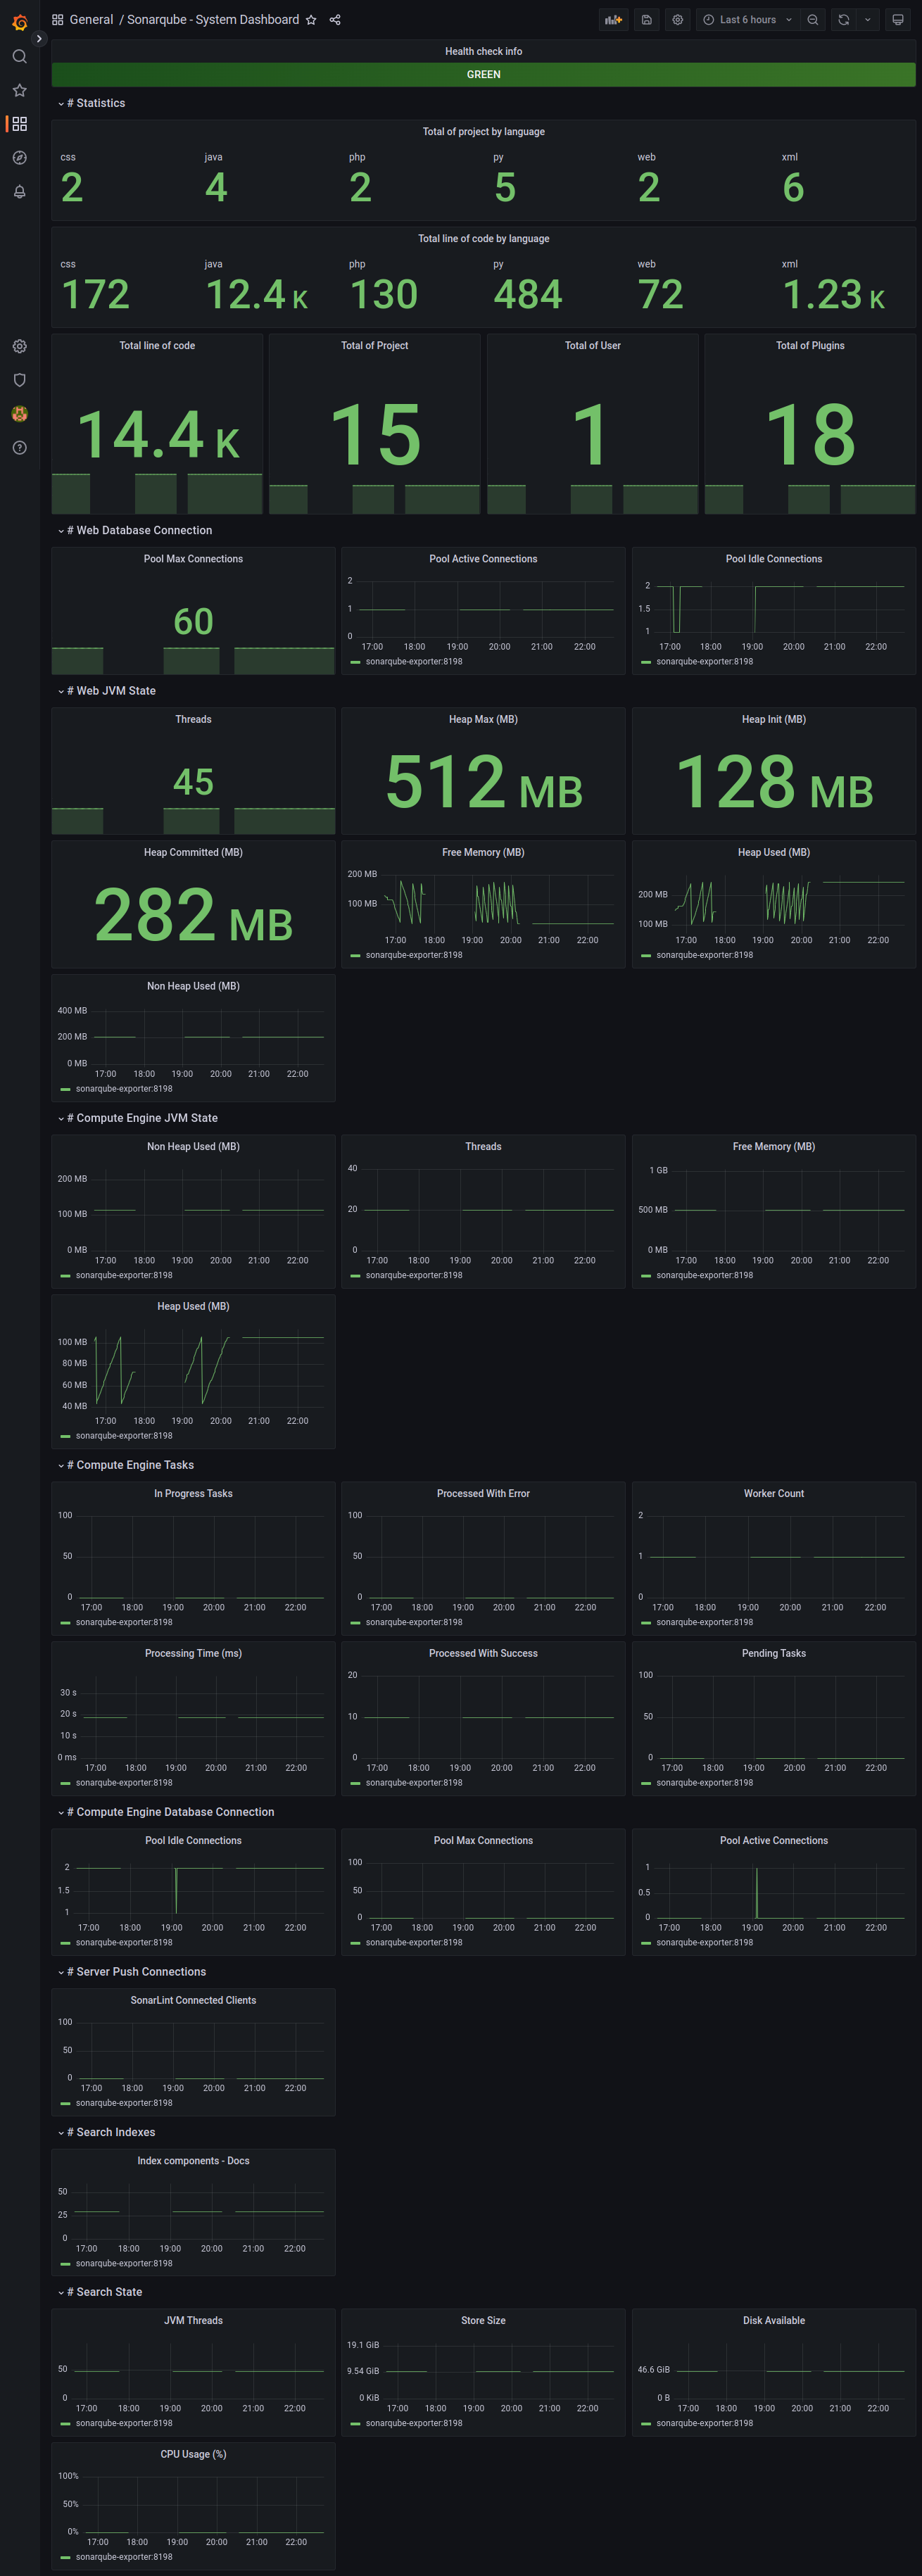 General / Sonarqube - System Dashboard
Last 6 hours
Health check info
GREEN
# Statistics
Total of project by language
css java php py web xml
2 4 2 5 2 6
Total line of code by language
css java php py web xml
172 12.4 K 130 484 72 1.23 K
Total line of code
14.4 K
Total of Project
15
Total of User
1
Total of Plugins
18
# Web Database Connection
Pool Max Connections
60
Pool Active Connections
2
1
0
17:00 18:00 19:00 20:00 21:00 22:00
sonarqube-exporter:8198
Pool Idle Connections
2
1.5
1
17:00 18:00 19:00 20:00 21:00 22:00
sonarqube-exporter:8198
# Web JVM State
Threads
45
Heap Max (MB)
512 MB
Heap Init (MB)
128 MB
Heap Committed (MB)
282 MB
Free Memory (MB)
200 MB
100 MB
17:00 18:00 19:00 20:00 21:00 22:00
sonarqube-exporter:8198
Heap Used (MB)
200 MB
100 MB
17:00 18:00 19:00 20:00 21:00 22:00
sonarqube-exporter:8198
Non Heap Used (MB)
400 MB
200 MB
0 MB
17:00 18:00 19:00 20:00 21:00 22:00
sonarqube-exporter:8198
# Compute Engine JVM State
Non Heap Used (MB)
200 MB
100 MB
0 MB
17:00 18:00 19:00 20:00 21:00 22:00
sonarqube-exporter:8198
Threads
40
20
0
17:00 18:00 19:00 20:00 21:00 22:00
sonarqube-exporter:8198
Free Memory (MB)
1 GB
500 MB
0 MB
17:00 18:00 19:00 20:00 21:00 22:00
sonarqube-exporter:8198
Heap Used (MB)
100 MB
80 MB
60 MB
40 MB
17:00 18:00 19:00 20:00 21:00 22:00
sonarqube-exporter:8198
# Compute Engine Tasks
In Progress Tasks
100
50
0
17:00 18:00 19:00 20:00 21:00 22:00
sonarqube-exporter:8198
Processed With Error
100
50
0
17:00 18:00 19:00 20:00 21:00 22:00
sonarqube-exporter:8198
Worker Count
2
1
0
17:00 18:00 19:00 20:00 21:00 22:00
sonarqube-exporter:8198
Processing Time (ms)
30 s
20 s
10 s
0 ms
17:00 18:00 19:00 20:00 21:00 22:00
sonarqube-exporter:8198
Processed With Success
20
10
0
17:00 18:00 19:00 20:00 21:00 22:00
sonarqube-exporter:8198
Pending Tasks
100
50
0
17:00 18:00 19:00 20:00 21:00 22:00
sonarqube-exporter:8198
# Compute Engine Database Connection
Pool Idle Connections
2
1.5
1
17:00 18:00 19:00 20:00 21:00 22:00
sonarqube-exporter:8198
Pool Max Connections
100
50
0
17:00 18:00 19:00 20:00 21:00 22:00
sonarqube-exporter:8198
Pool Active Connections
1
0.5
0
17:00 18:00 19:00 20:00 21:00 22:00
sonarqube-exporter:8198
# Server Push Connections
SonarLint Connected Clients
100
50
0
17:00 18:00 19:00 20:00 21:00 22:00
sonarqube-exporter:8198
# Search Indexes
Index components - Docs
50
25
0
17:00 18:00 19:00 20:00 21:00 22:00
sonarqube-exporter:8198
# Search State
JVM Threads
50
0
17:00 18:00 19:00 20:00 21:00 22:00
sonarqube-exporter:8198
Store Size
19.1 GiB
9.54 GiB
0 KiB
17:00 18:00 19:00 20:00 21:00 22:00
sonarqube-exporter:8198
Disk Available
46.6 GiB
0 B
17:00 18:00 19:00 20:00 21:00 22:00
sonarqube-exporter:8198
CPU Usage (%)
100%
50%
0%
17:00 18:00 19:00 20:00 21:00 22:00
sonarqube-exporter:8198